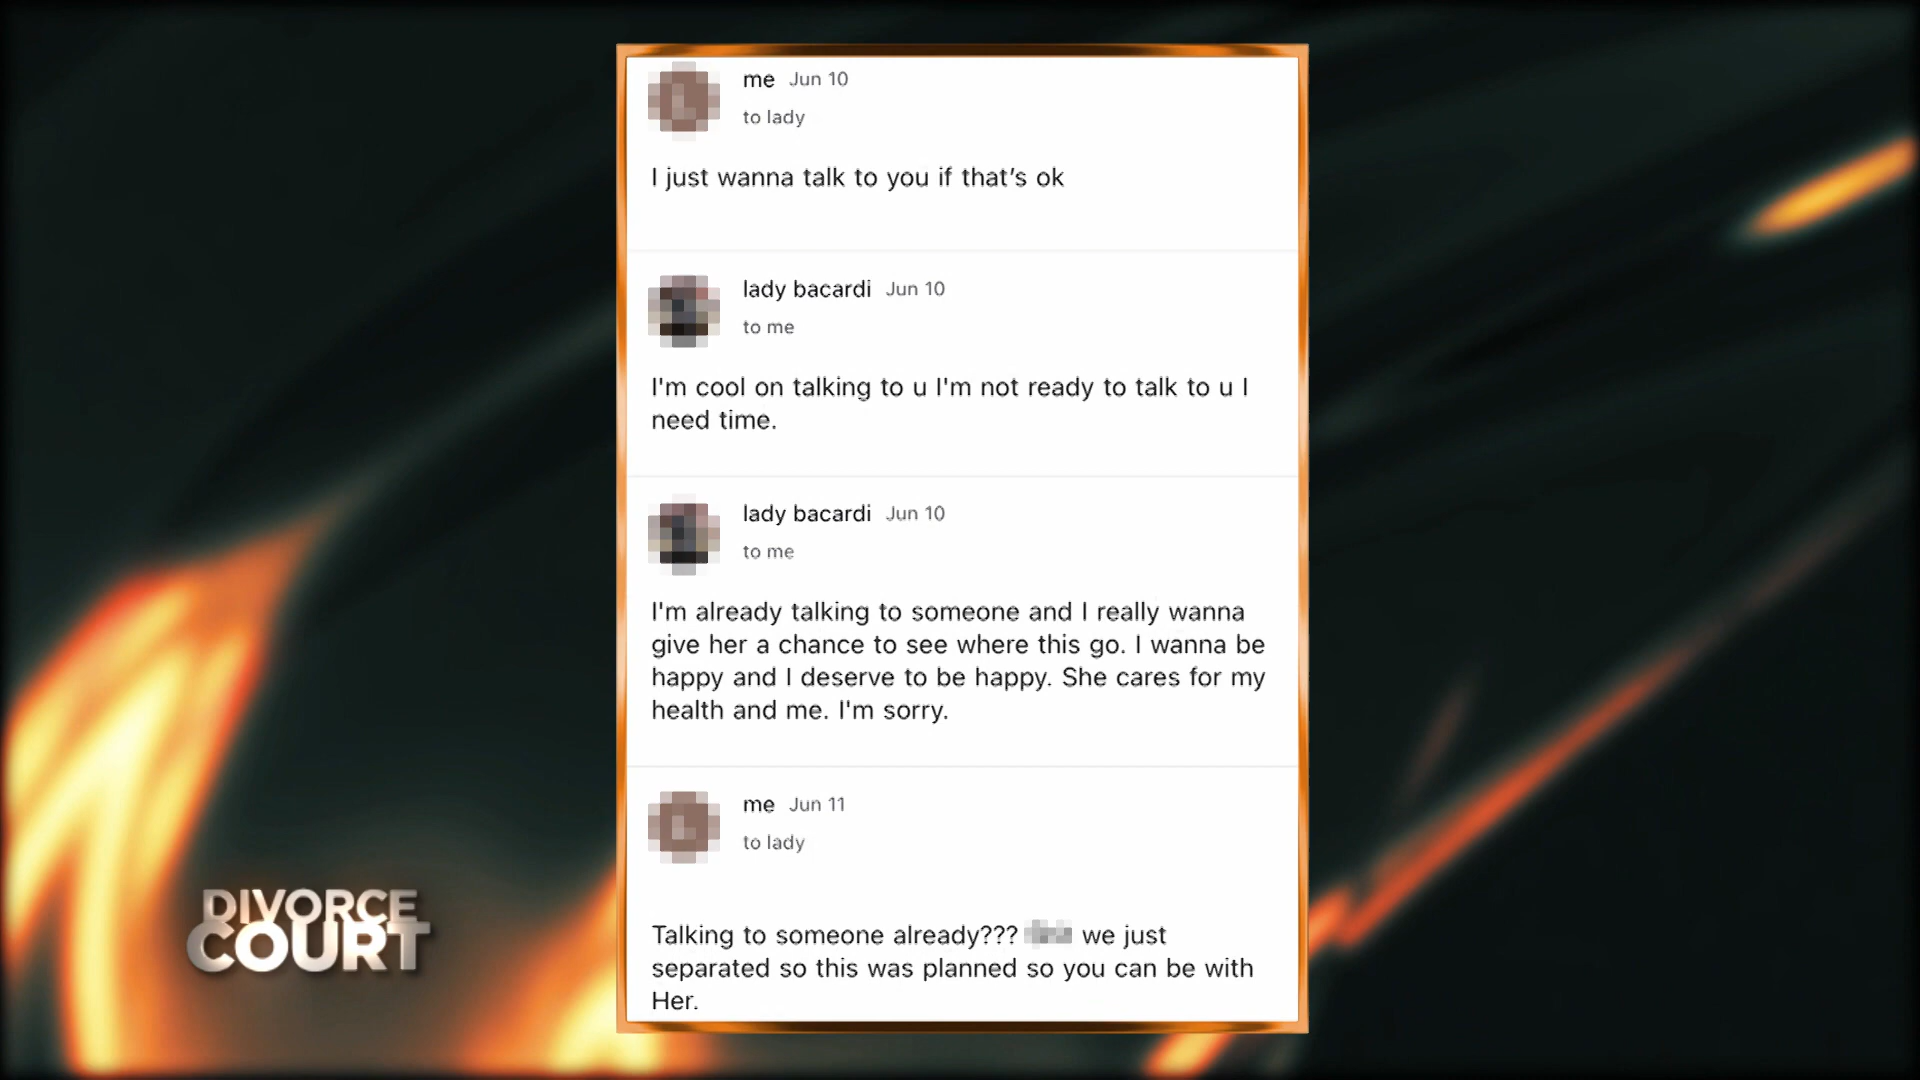 me Jun 10
to lady
I just wanna talk to you if that's ok
lady bacardi Jun 10
to me
I'm cool on talking to u I'm not ready to talk to u I
need time.
lady bacardi Jun 10
to me
I'm already talking to someone and I really wanna
give her a chance to see where this go. I wanna be
happy and I deserve to be happy. She cares for my
health and me. I'm sorry.
me Jun 11
to lady
Talking to someone already??? we just
separated so this was planned so you can be with
Her.
DIVORCE
COURT